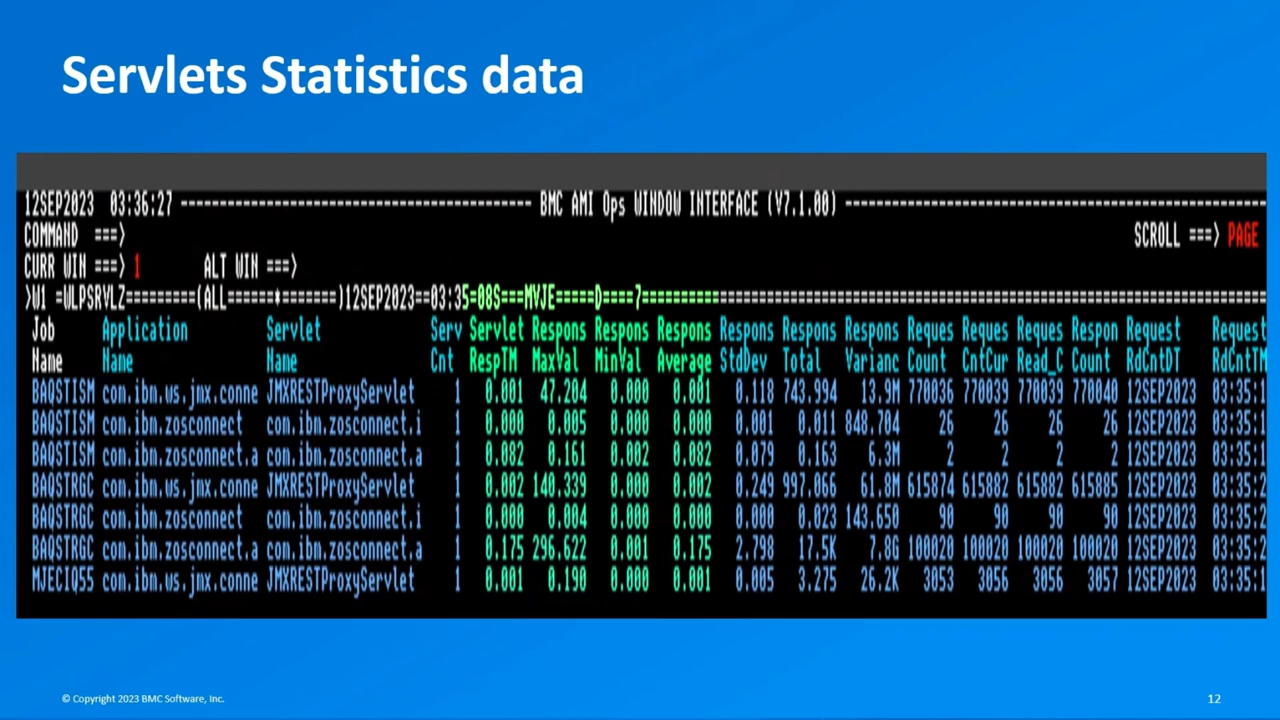 Servlets Statistics data
12SEP2023 03:36:27 ----------------------------------- BMC AMI Ops WINDOW INTERFACE (V7.1.00) ------------------------------------------
COMMAND ===> SCROLL ===> PAGE
CURR WIN ===> 1 ALT WIN ===>
>W1 =WLPSRVLZ=========(ALL======*=======)12SEP2023==03:35=08S===MVJE=====D====7==========
Job Application Servlet Serv Servlet Respons Respons Respons Respons Respons Respons Reques Reques Reques Respon Request Request
Name Name Name Cnt RespTM MaxVal MinVal Average StdDev Total Varianc Count CntCur Read_C Count RdCntDT RdCntTM
BAQSTISM com.ibm.ws.jmx.conne JMXRESTProxyServlet 1 0.001 47.204 0.000 0.001 0.118 743.994 13.9M 770036 770039 770039 770040 12SEP2023 03:35:1
BAQSTISM com.ibm.zosconnect com.ibm.zosconnect.i 1 0.000 0.005 0.000 0.000 0.001 0.011 848.704 26 26 26 26 12SEP2023 03:35:1
BAQSTISM com.ibm.zosconnect.a com.ibm.zosconnect.a 1 0.082 0.161 0.002 0.082 0.079 0.163 6.3M 2 2 2 2 12SEP2023 03:35:1
BAQSTRGC com.ibm.ws.jmx.conne JMXRESTProxyServlet 1 0.002 140.339 0.000 0.002 0.249 997.066 61.8M 615874 615882 615882 615885 12SEP2023 03:35:2
BAQSTRGC com.ibm.zosconnect com.ibm.zosconnect.i 1 0.000 0.004 0.000 0.000 0.000 0.023 143.650 90 90 90 90 12SEP2023 03:35:2
BAQSTRGC com.ibm.zosconnect.a com.ibm.zosconnect.a 1 0.175 296.622 0.001 0.175 2.798 17.5K 7.8G 100020 100020 100020 100020 12SEP2023 03:35:2
MJECIQ55 com.ibm.ws.jmx.conne JMXRESTProxyServlet 1 0.001 0.190 0.000 0.001 0.005 3.275 26.2K 3053 3056 3056 3057 12SEP2023 03:35:1
© Copyright 2023 BMC Software, Inc.
12